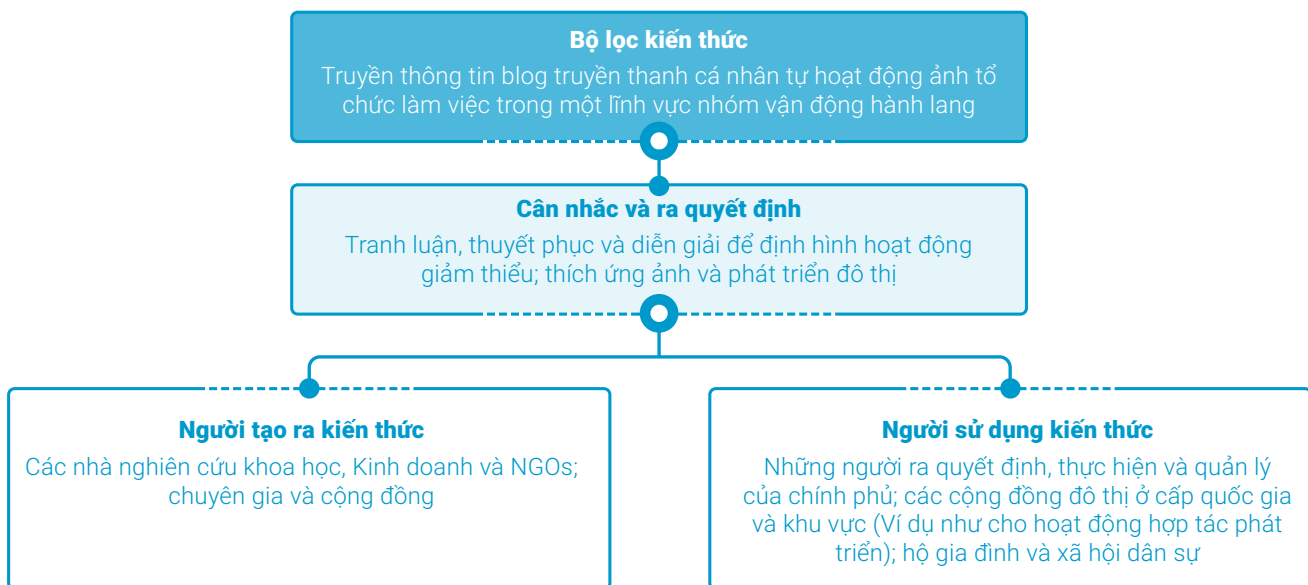 Bộ lọc kiến thức
Truyền thông tin blog truyền thanh cá nhân tự hoạt động ảnh tổ
chức làm việc trong một lĩnh vực nhóm vận động hành lang
Cân nhắc và ra quyết định
Tranh luận, thuyết phục và diễn giải để định hình hoạt động
giảm thiểu; thích ứng ảnh và phát triển đô thị
Người tạo ra kiến thức
Các nhà nghiên cứu khoa học, Kinh doanh và NGOs;
chuyên gia và cộng đồng
Người sử dụng kiến thức
Những người ra quyết định, thực hiện và quản lý
của chính phủ; các cộng đồng đô thị ở cấp quốc gia
và khu vực (Ví dụ như cho hoạt động hợp tác phát
triển); hộ gia đình và xã hội dân sự